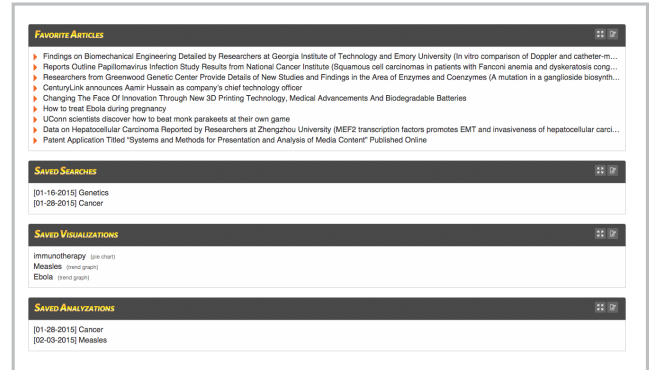 FAVORITE ARTICLES
Findings on Biomechanical Engineering Detailed by Researchers at Georgia Institute of Technology and Emory University (In vitro comparison of Doppler and catheter-m...
Reports Outline Papillomavirus Infection Study Results from National Cancer Institute (Squamous cell carcinomas in patients with Fanconi anemia and dyskeratosis cong...
Researchers from Greenwood Genetic Center Provide Details of New Studies and Findings in the Area of Enzymes and Coenzymes (A mutation in a ganglioside biosynth...
CenturyLink announces Aamir Hussain as company's chief technology officer
Changing The Face Of Innovation Through New 3D Printing Technology, Medical Advancements And Biodegradable Batteries
How to treat Ebola during pregnancy
UConn scientists discover how to beat monk parakeets at their own game
Data on Hepatocellular Carcinoma Reported by Researchers at Zhengzhou University (MEF2 transcription factors promotes EMT and invasiveness of hepatocellular carci...
Patent Application Titled "Systems and Methods for Presentation and Analysis of Media Content" Published Online
SAVED SEARCHES
[01-16-2015] Genetics
[01-28-2015] Cancer
SAVED VISUALIZATIONS
immunotherapy (pie chart)
Measles (trend graph)
Ebola (trend graph)
SAVED ANALYZATIONS
[01-28-2015] Cancer
[02-03-2015] Measles